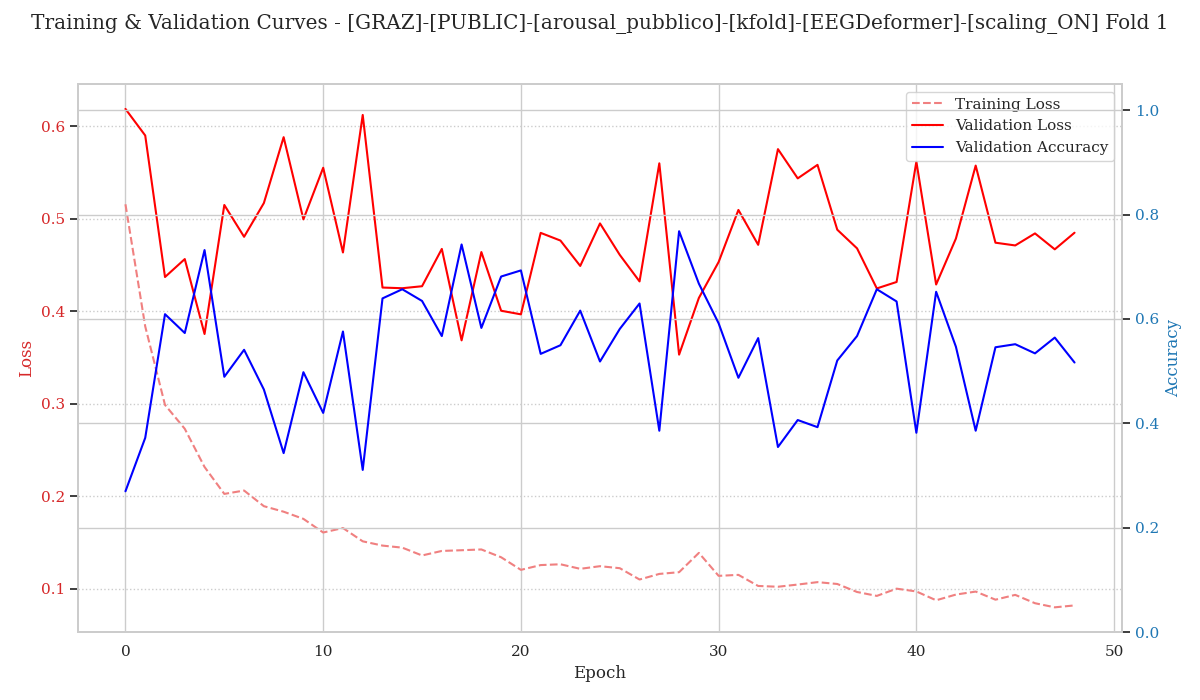 Training & Validation Curves - [GRAZ]-[PUBLIC]-[arousal_pubblico]-[kfold]-[EEGDeformer]-[scaling_ON] Fold 1
Training Loss
Validation Loss
Validation Accuracy
Loss
0.6
0.5
0.4
0.3
0.2
0.1
1.0
0.8
0.6
0.4
0.2
0.0
Accuracy
0 10 20 30 40 50
Epoch